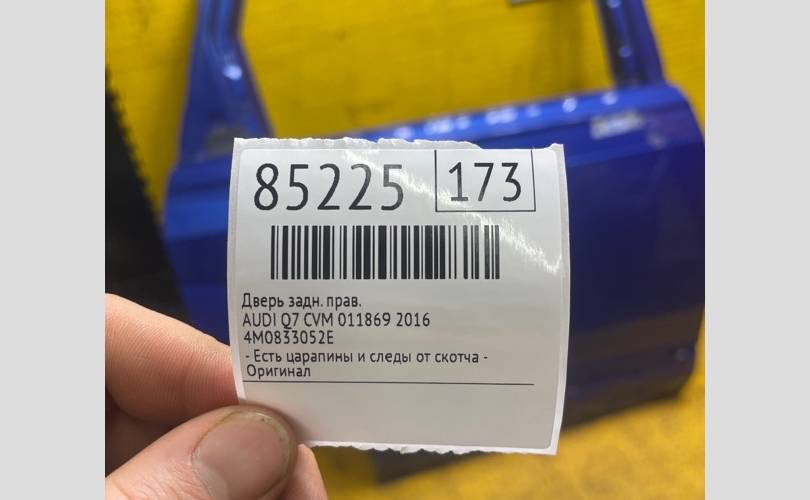 85225 173
Дверь задн. прав.
AUDI Q7 CVM 011869 2016
4M0833052E
- Есть царапины и следы от скотча -
Оригинал